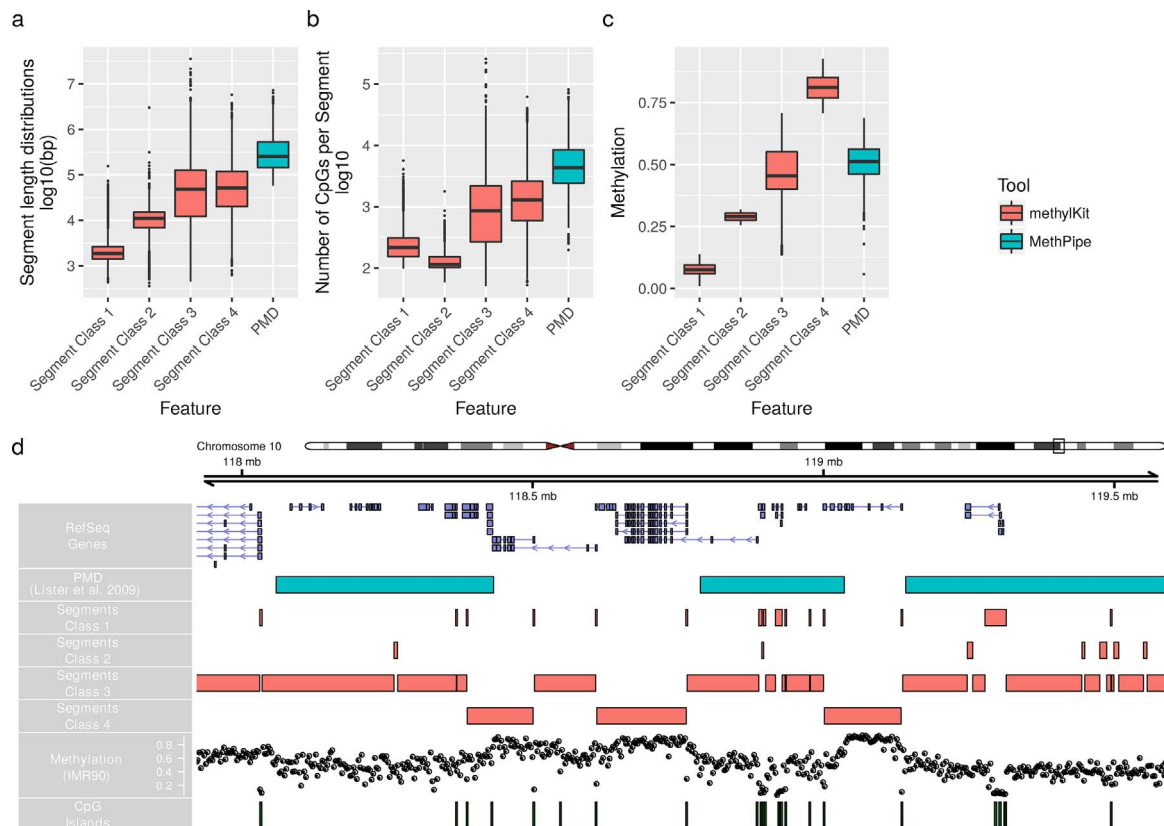 a
b
c
Segment length distributions
log10(bp)
7
6
5
4
3
Segment Class 1
Segment Class 2
Segment Class 3
Segment Class 4
PMD
Feature
Number of CpGs per Segment
log10
5
4
3
2
Segment Class 1
Segment Class 2
Segment Class 3
Segment Class 4
PMD
Feature
Methylation
0.75
0.50
0.25
0.00
Segment Class 1
Segment Class 2
Segment Class 3
Segment Class 4
PMD
Feature
Tool
methylKit
MethPipe
d
Chromosome 10
118 mb
119 mb
118.5 mb
119.5 mb
RefSeq
Genes
PMD
(Lister et al. 2009)
Segments
Class 1
Segments
Class 2
Segments
Class 3
Segments
Class 4
Methylation
(IMR90)
0.8
0.6
0.4
0.2
CpG
Islands